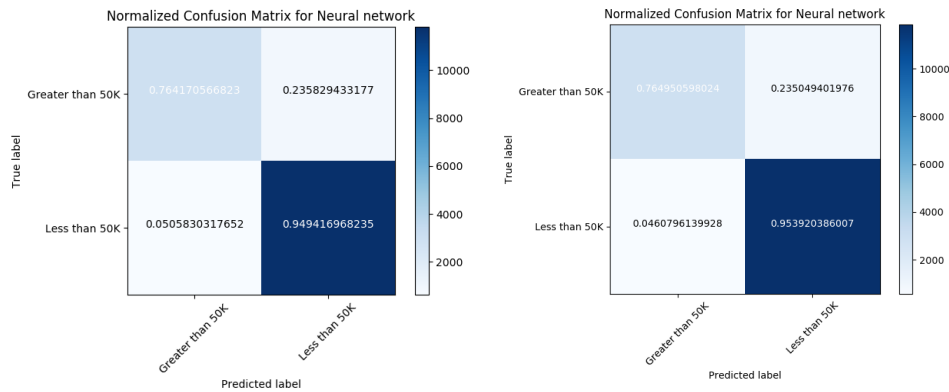 Normalized Confusion Matrix for Neural network
True label
Greater than 50K
0.764170566823
0.235829433177
Less than 50K
0.0505830317652
0.949416968235
Greater than 50K
Less than 50K
Predicted label
10000
8000
6000
4000
2000
Normalized Confusion Matrix for Neural network
True label
Greater than 50K
0.764950598024
0.235049401976
Less than 50K
0.0460796139928
0.953920386007
Greater than 50K
Less than 50K
Predicted label
10000
8000
6000
4000
2000